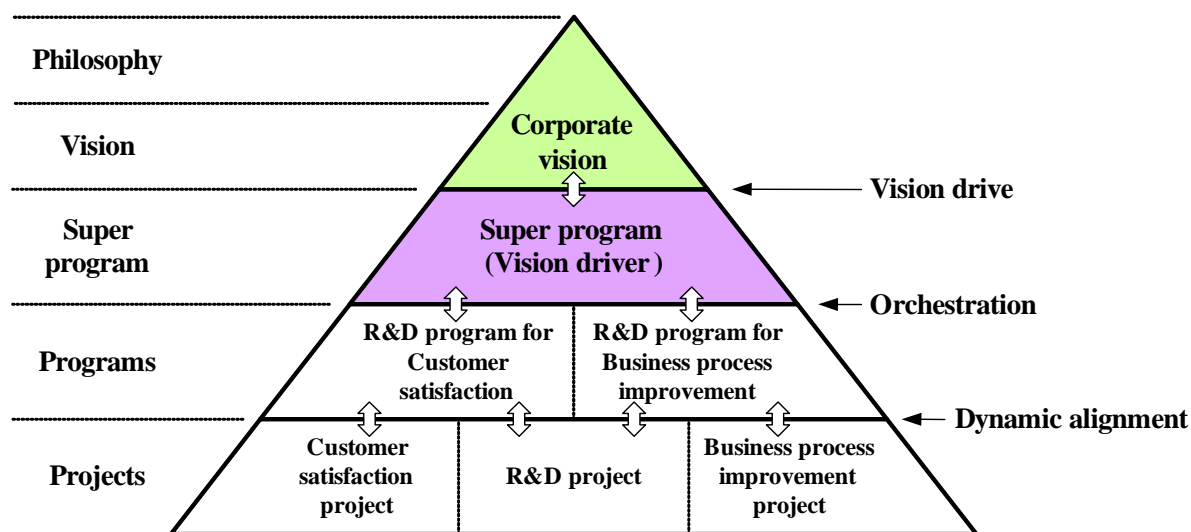 Philosophy
Vision
Corporate
vision
Vision drive
Super
program
Super program
(Vision driver )
Orchestration
Programs
R&D program for
Customer
satisfaction
R&D program for
Business process
improvement
Dynamic alignment
Projects
Customer
satisfaction
project
R&D project
Business process
improvement
project